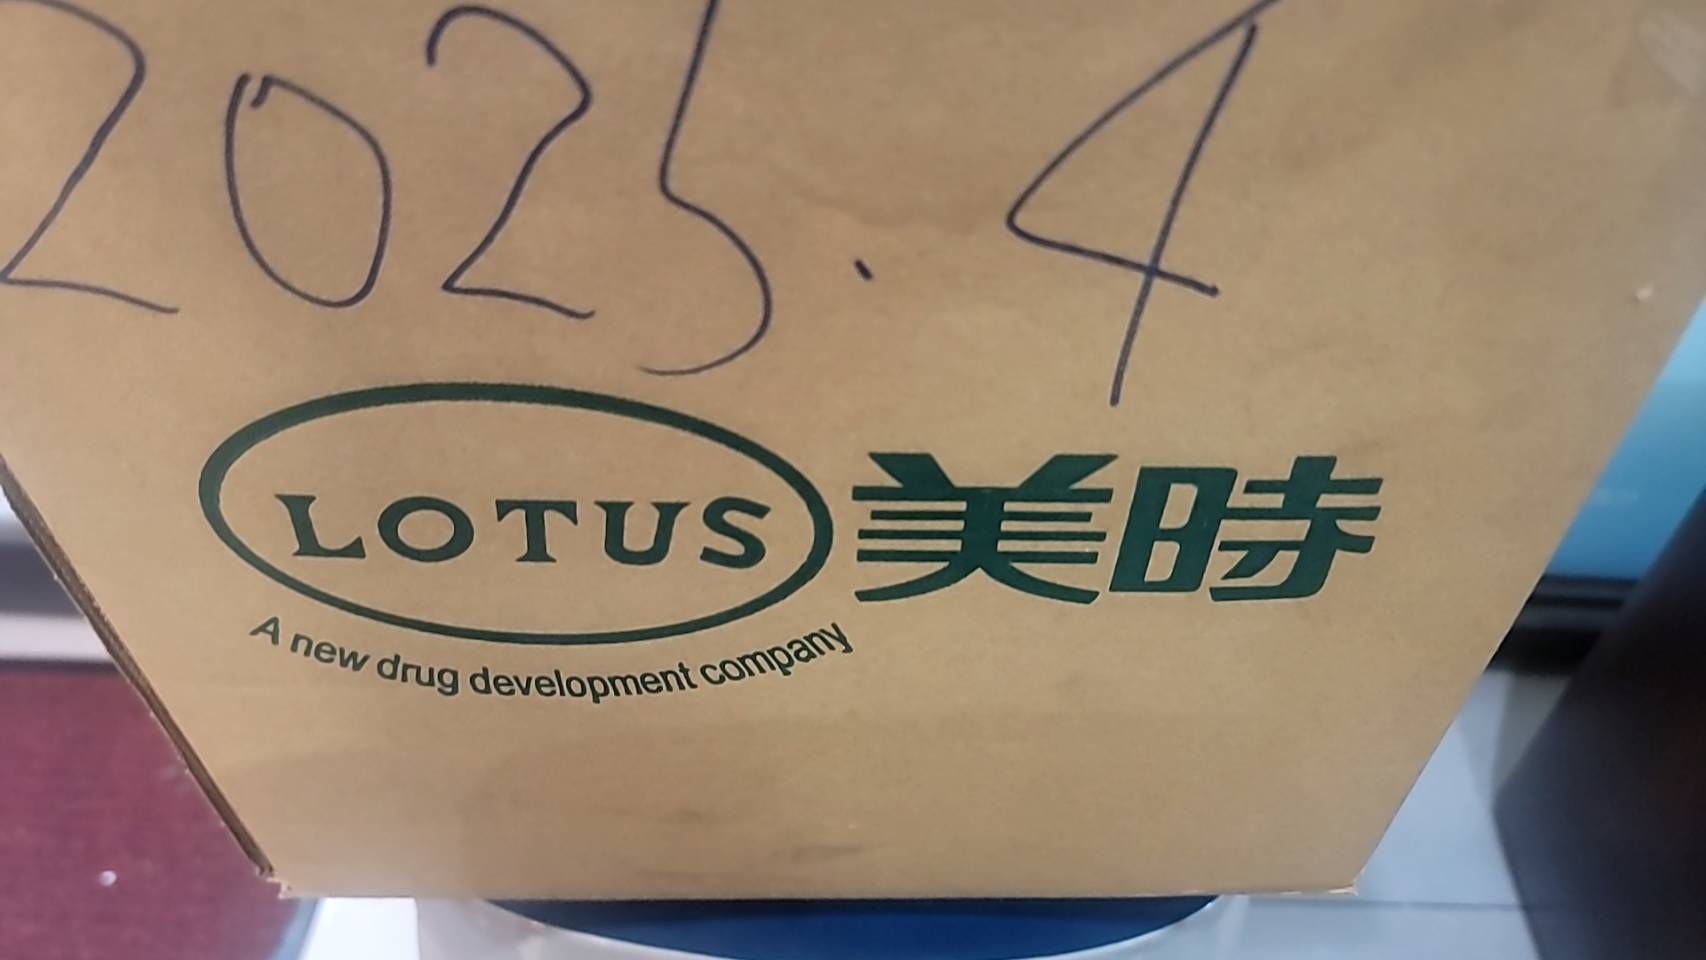 2025.4
LOTUS 美時
A new drug development company